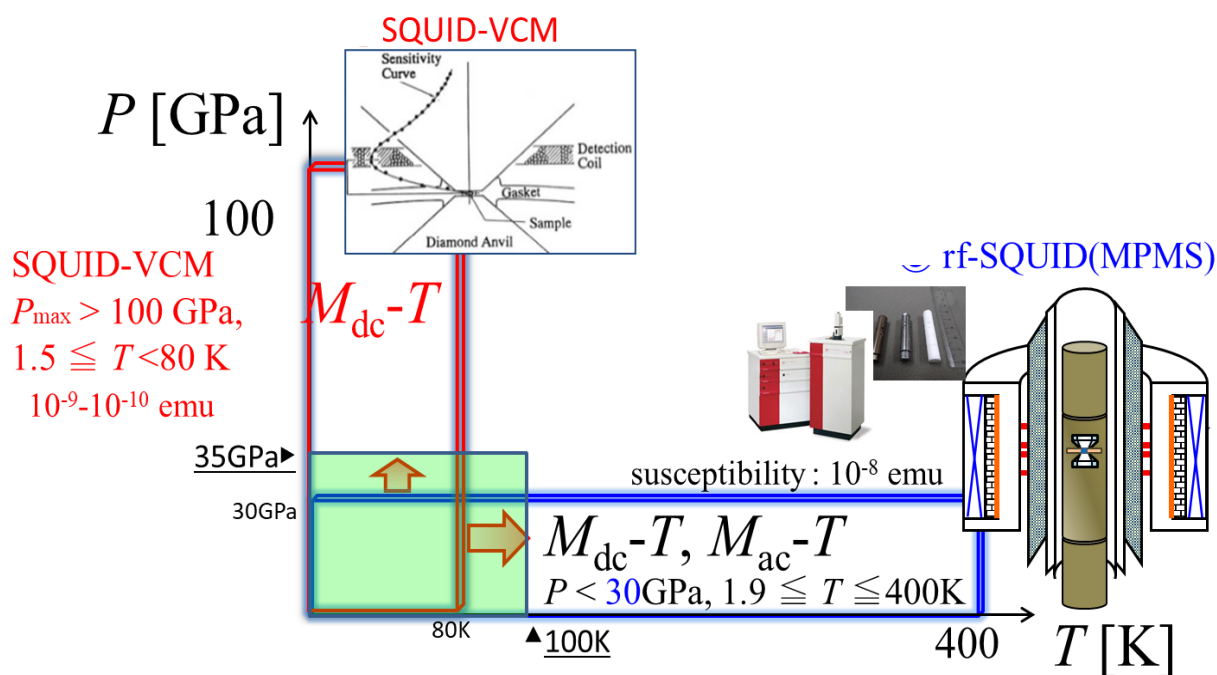 SQUID-VCM
Sensitivity
Curve
Detection
Coil
Gasket
Sample
Diamond Anvil
P [GPa]
100
SQUID-VCM
Pmax > 100 GPa,
1.5 ≦ T <80 K
10-9-10-10 emu
Mdc-T
rf-SQUID(MPMS)
35GPa►
30GPa
susceptibility : 10-8 emu
Mdc-T, Mac-T
P < 30GPa, 1.9 ≦ T ≦400K
80K
▲100K
400
T [K]